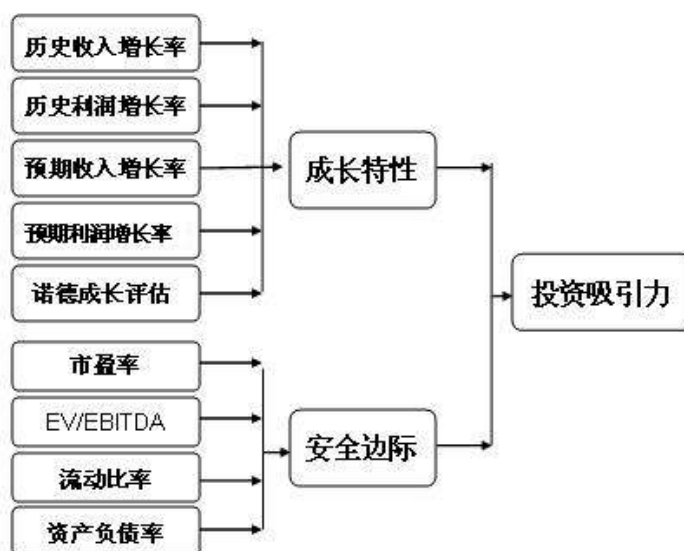 历史收入增长率
历史利润增长率
预期收入增长率
预期利润增长率
诺德成长评估
成长特性
市盈率
EV/EBITDA
流动比率
资产负债率
安全边际
投资吸引力